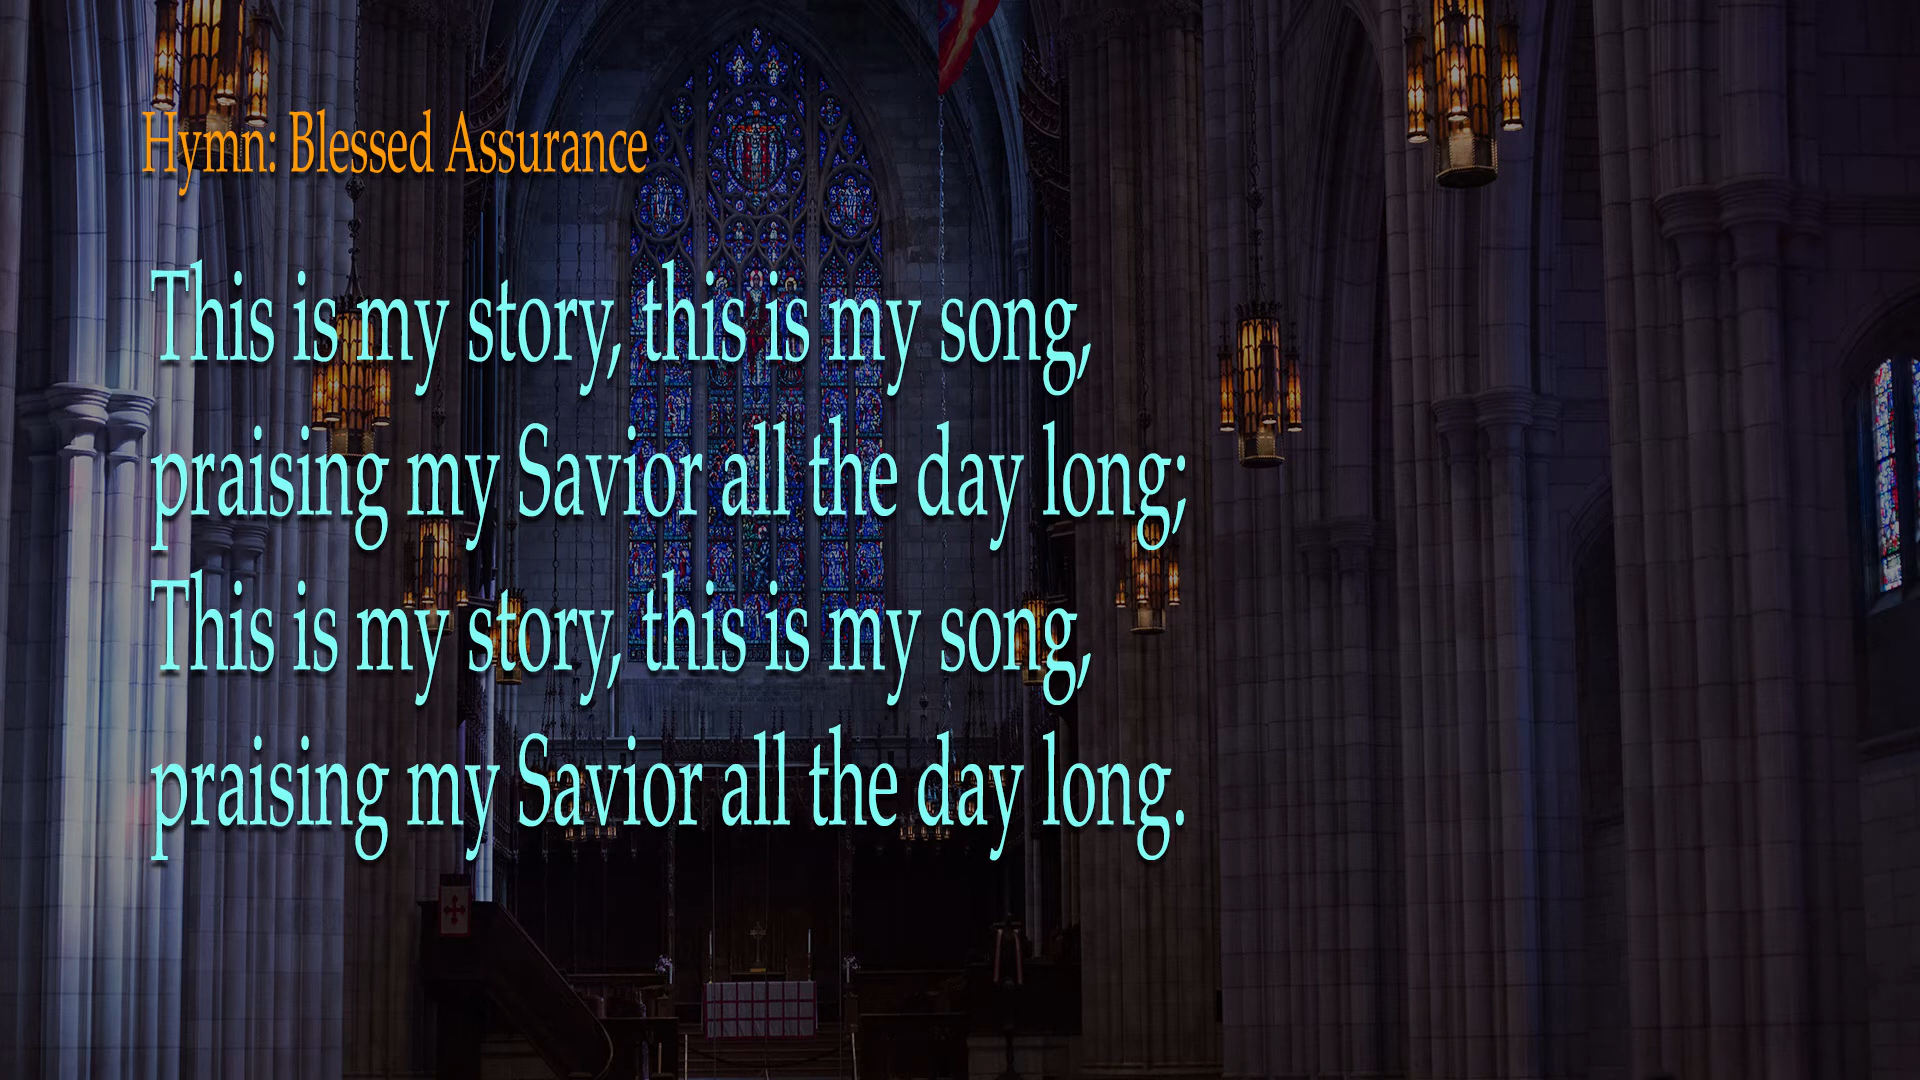 Hymn: Blessed Assurance
This is my story, this is my song,
praising my Savior all the day long;
This is my story, this is my song,
praising my Savior all the day long.